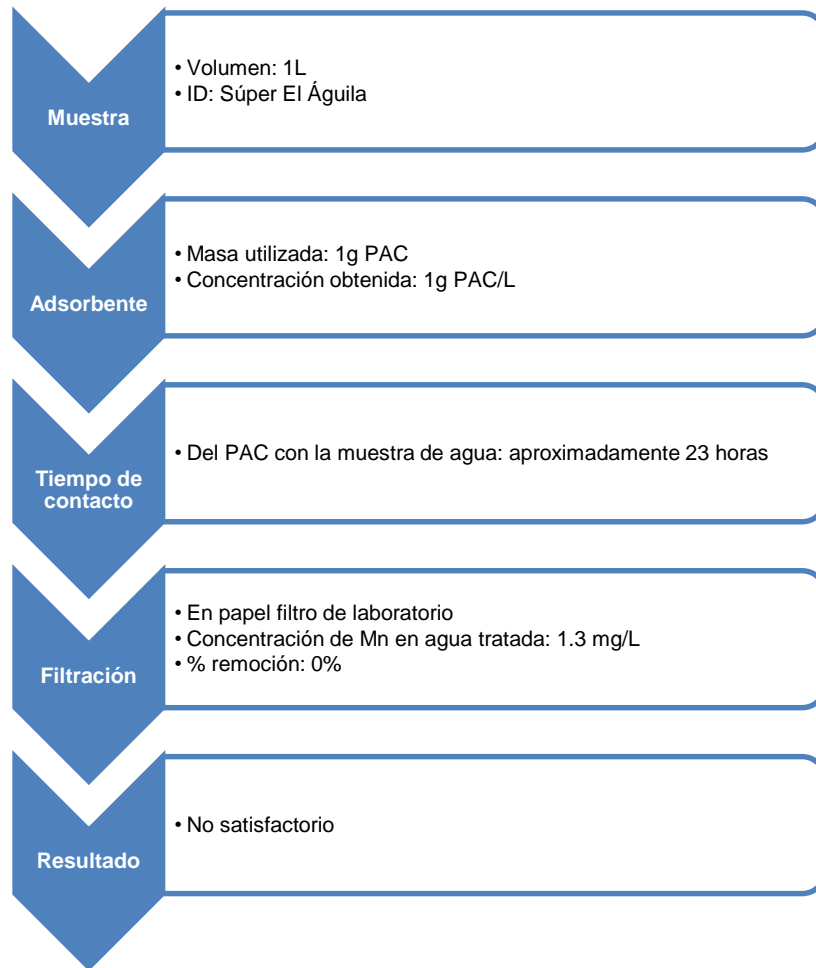 Muestra
• Volumen: 1L
• ID: Súper El Águila
Adsorbente
• Masa utilizada: 1g PAC
• Concentración obtenida: 1g PAC/L
Tiempo de
contacto
• Del PAC con la muestra de agua: aproximadamente 23 horas
Filtración
• En papel filtro de laboratorio
• Concentración de Mn en agua tratada: 1.3 mg/L
• % remoción: 0%
Resultado
• No satisfactorio